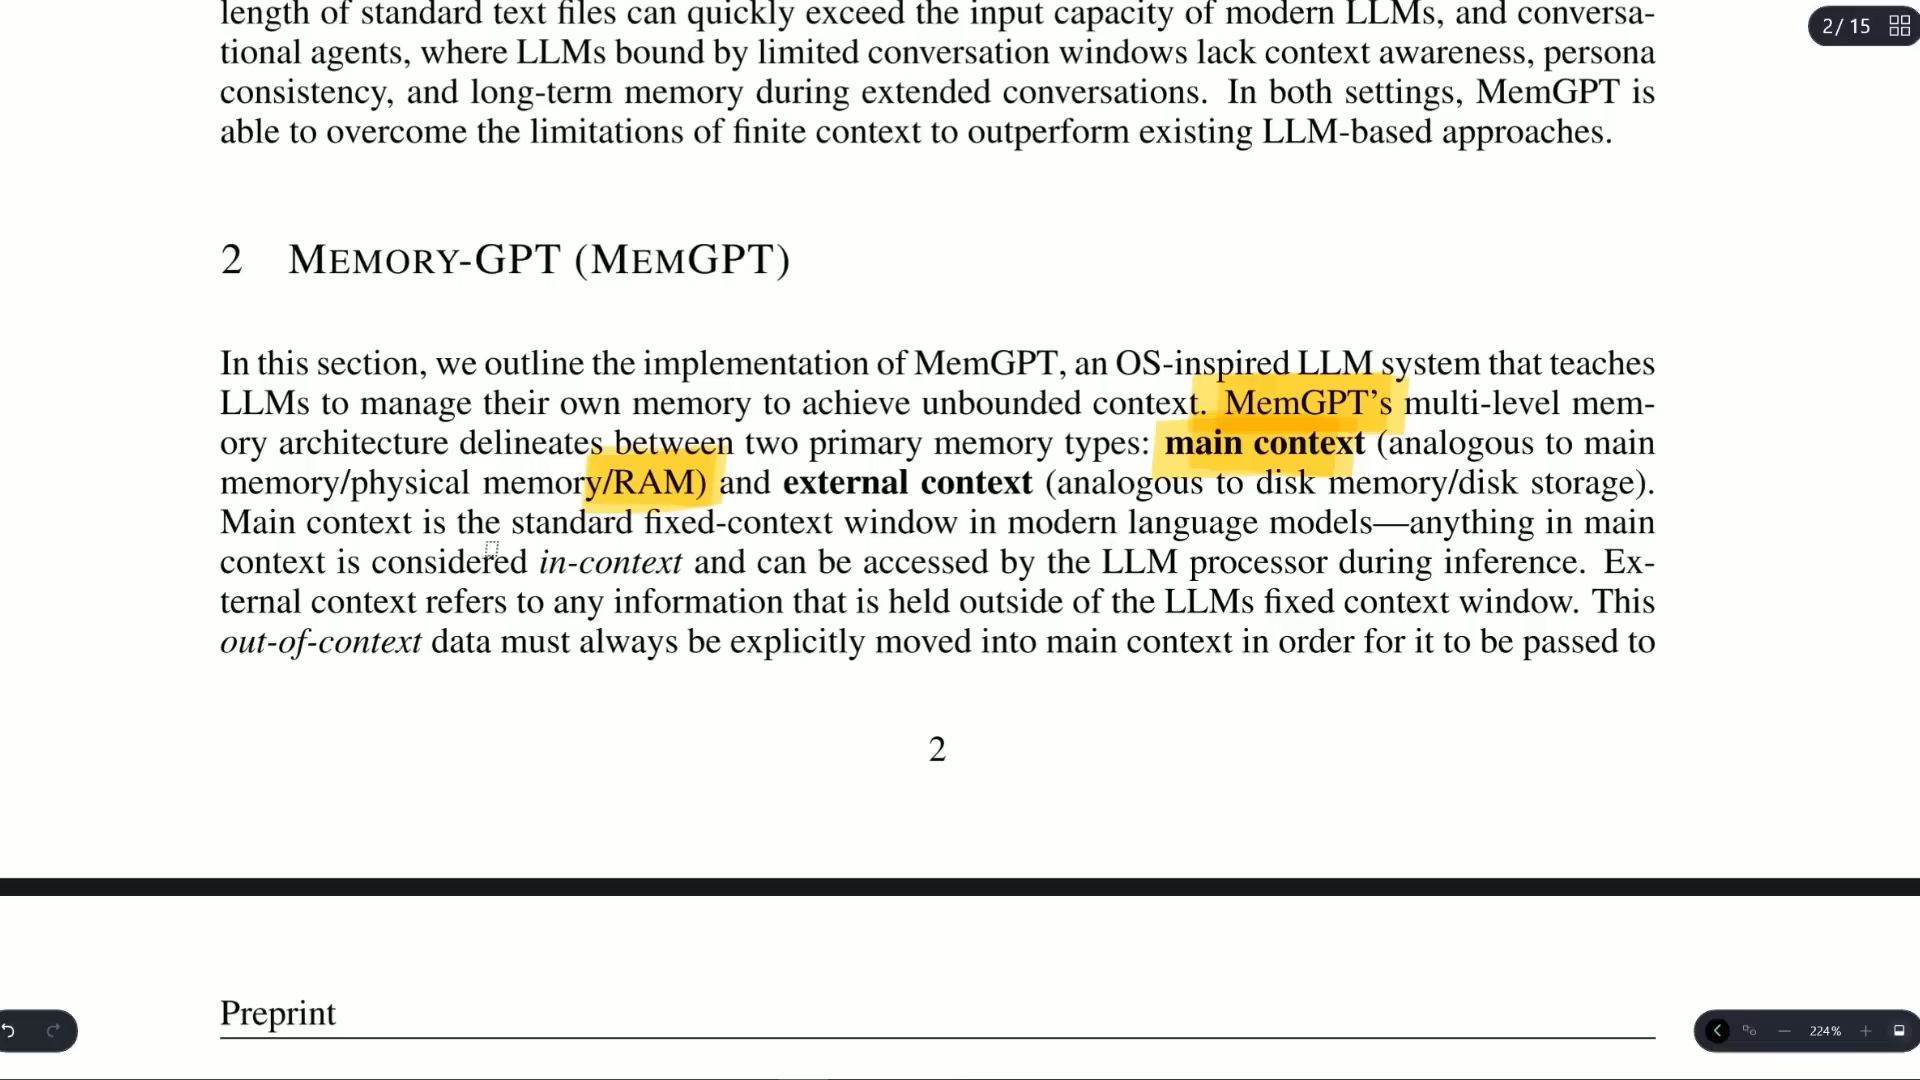 length of standard text files can quickly exceed the input capacity of modern LLMs, and conversa-
2/ 15
tional agents, where LLMs bound by limited conversation windows lack context awareness, persona
consistency, and long-term memory during extended conversations. In both settings, MemGPT is
able to overcome the limitations of finite context to outperform existing LLM-based approaches.
2 MEMORY-GPT (MEMGPT)
In this section, we outline the implementation of MemGPT, an OS-inspired LLM system that teaches
LLMs to manage their own memory to achieve unbounded context. MemGPT's multi-level mem-
ory architecture delineates between two primary memory types: main context (analogous to main
memory/physical memory/RAM) and external context (analogous to disk memory/disk storage).
Main context is the standard fixed-context window in modern language models—anything in main
context is considered in-context and can be accessed by the LLM processor during inference. Ex-
ternal context refers to any information that is held outside of the LLMs fixed context window. This
out-of-context data must always be explicitly moved into main context in order for it to be passed to
2
Preprint
224%